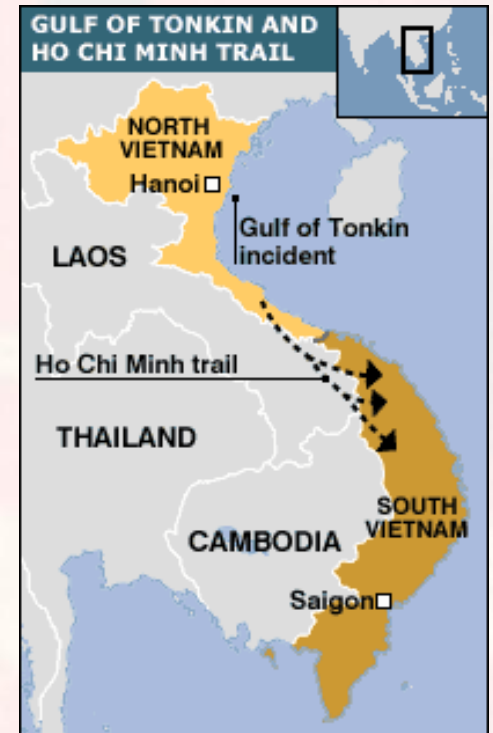 GULF OF TONKIN AND
HO CHI MINH TRAIL
NORTH
VIETNAM
Hanoi
Gulf of Tonkin
incident
LAOS
Ho Chi Minh trail
THAILAND
SOUTH
VIETNAM
CAMBODIA
Saigon